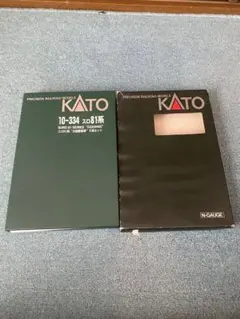 PRECISION RAILROAD MODELS
KATO
10-334 スロ81系
PRECISION RAILROAD MODELS
KATO
N-GAUGE